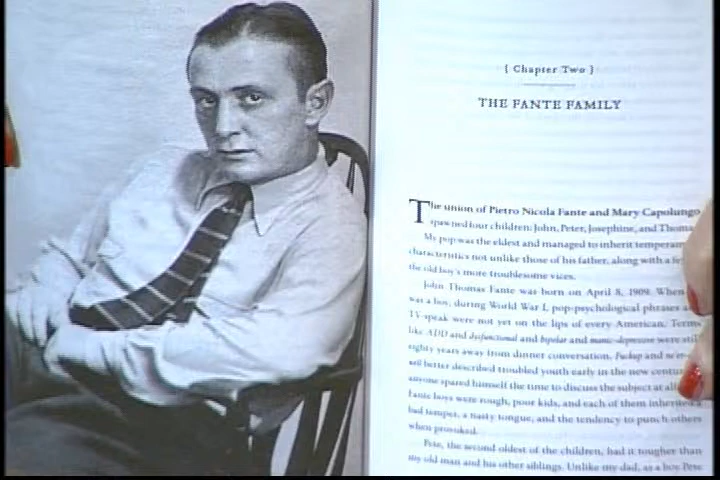 { Chapter Two }
THE FANTE FAMILY
The union of Pietro Nicola Fante and Mary Capolungo
spawned four children: John, Peter, Josephine, and Thoma
My pop was the eldest and managed to inherit temperam
characteristics not unlike those of his father, along with a fe
the old boy's more troublesome vices.
John Thomas Fante was born on April 8, 1909. When
was a boy, during World War I, pop-psychological phrases a
TV-speak were not yet on the lips of every American. Terms
like ADD and dysfunctional and bipolar and manic-depressive were stil
eighty years away from dinner conversation. Fuckup and
better described troubled youth early in the new centur
anyone spared himself the time to discuss the subject at al
Fante boys were rough, poor kids, and each of them inherited a
bad temper, a nasty tongue, and the tendency to punch others
when provoked.
Pete, the second oldest of the children, had it tougher than
my old man and his other siblings. Unlike my dad, as a boy Pete